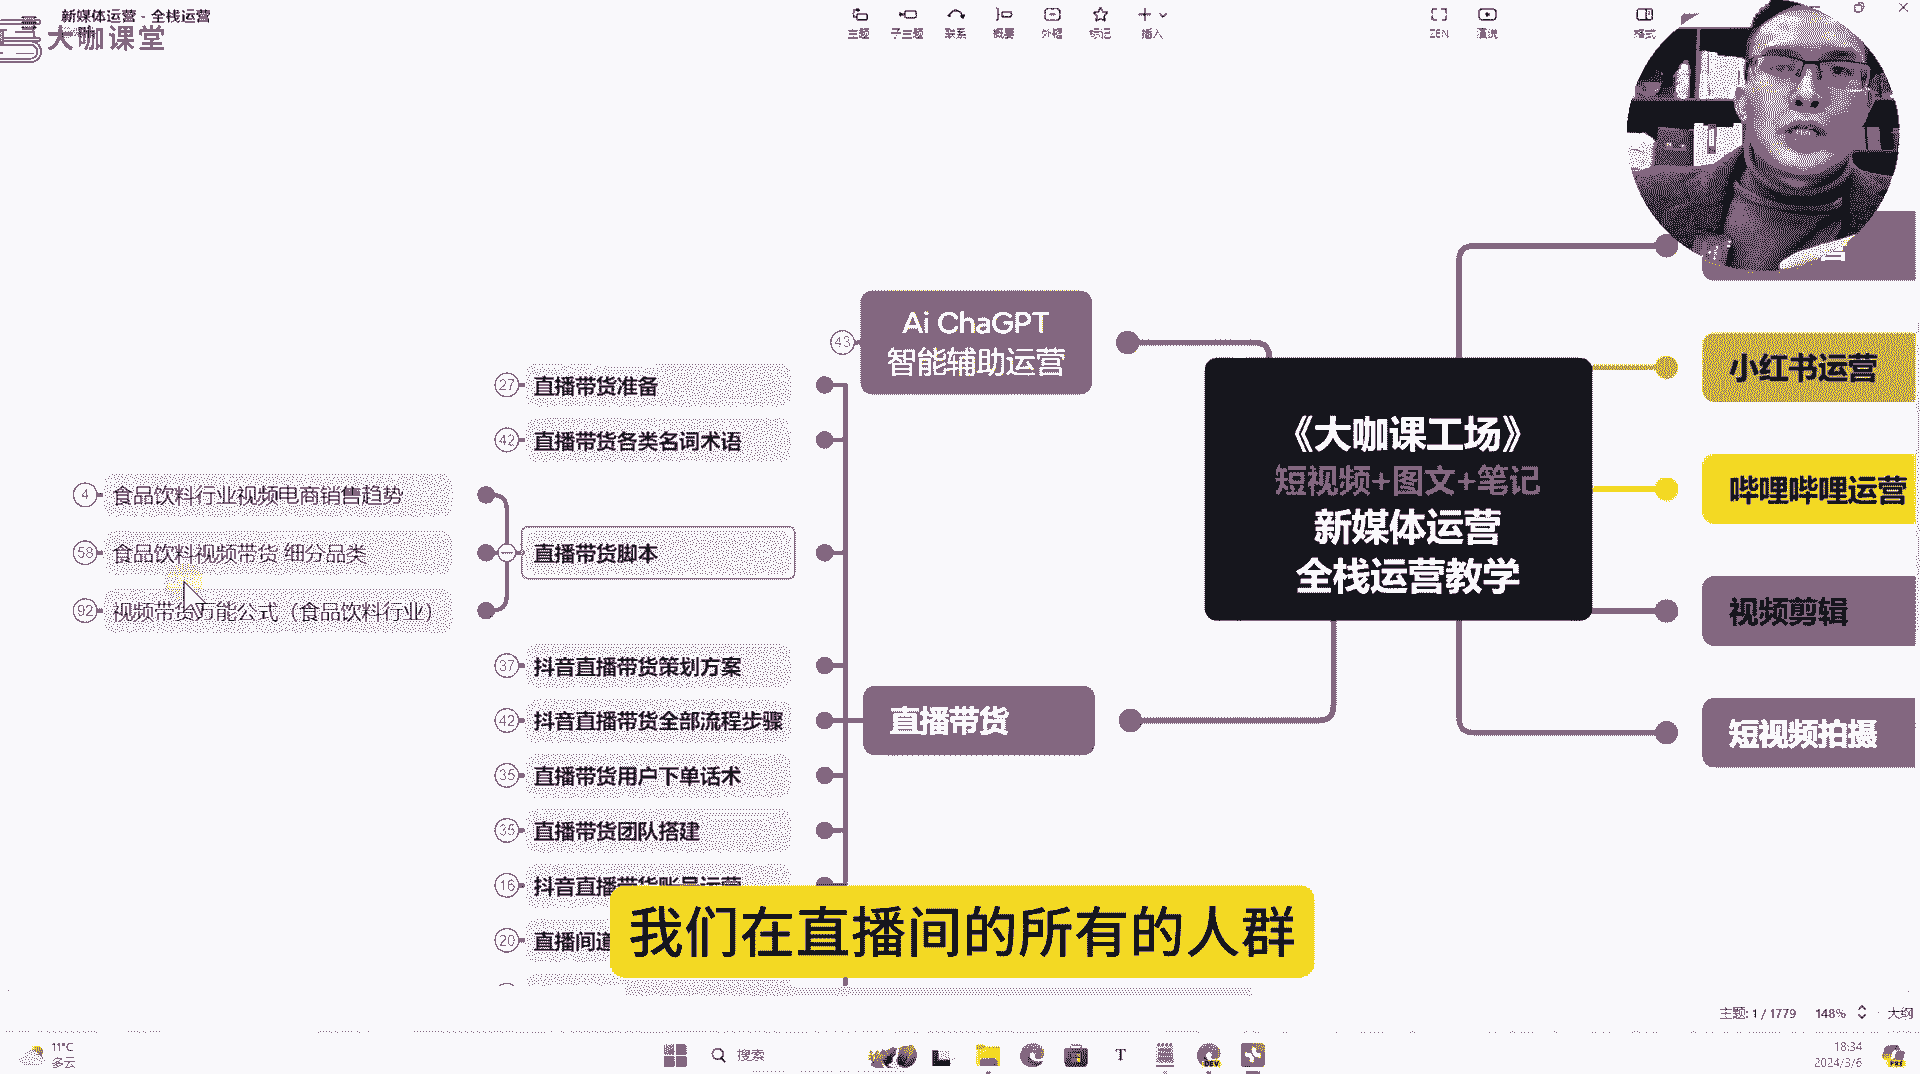 新媒体运营 - 全栈运营
大咖课堂
主题
子主题
联系
概要
外框
标记
插入
ZEN
演说
格式
43
Ai ChaGPT
智能辅助运营
27
直播带货准备
42
直播带货各类名词术语
4
食品饮料行业视频电商销售趋势
58
食品饮料视频带货 细分品类
92
视频带货万能公式（食品饮料行业）
直播带货脚本
37
抖音直播带货策划方案
42
抖音直播带货全部流程步骤
35
直播带货用户下单话术
35
直播带货团队搭建
16
抖音直播带货账号运营
20
直播间道
直播带货
《大咖课工场》
短视频+图文+笔记
新媒体运营
全栈运营教学
营
小红书运营
哔哩哔哩运营
视频剪辑
短视频拍摄
我们在直播间的所有的人群
主题: 1 / 1779
148%
大纲
11°C
多云
搜索
T
DEV
18:34
2024/3/6
PRE